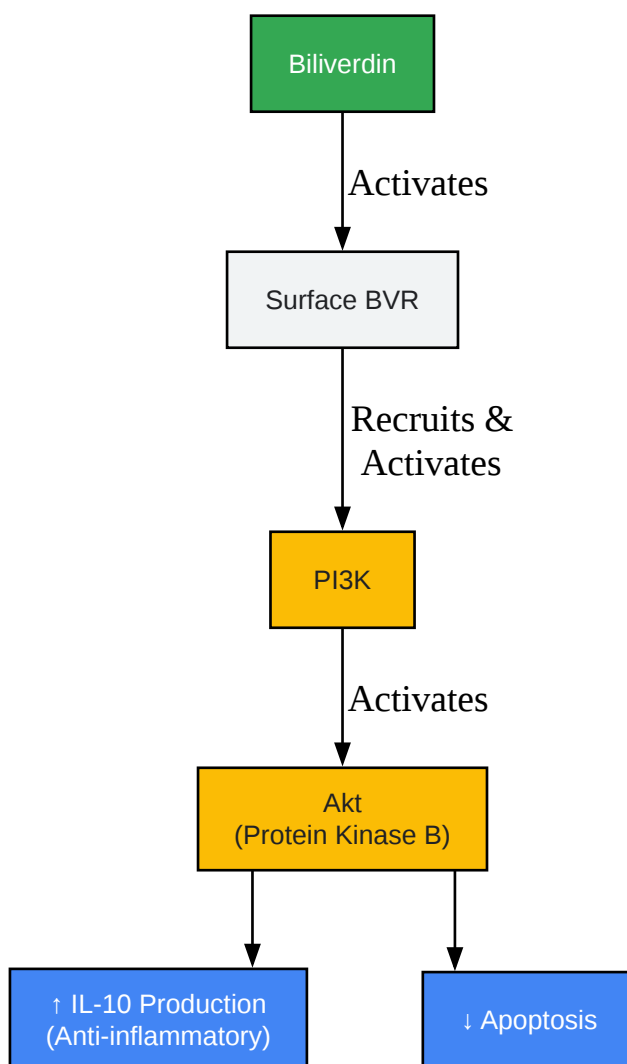 Biliverdin
Activates
Surface BVR
Recruits &
Activates
PI3K
Activates
Akt
(Protein Kinase B)
↑ IL-10 Production
(Anti-inflammatory)
↓ Apoptosis